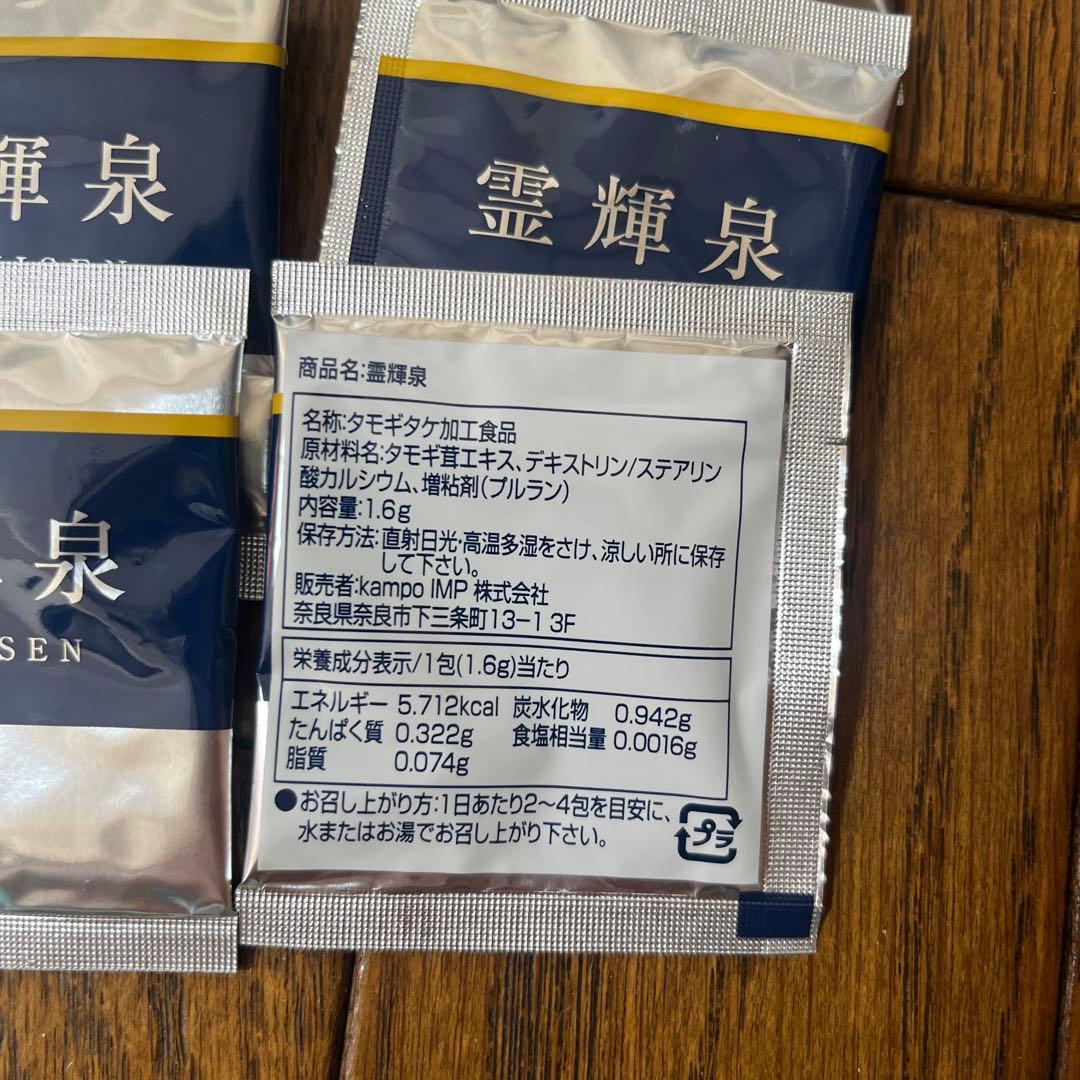 輝泉
霊輝泉
泉
SEN
商品名:霊輝泉
名称:タモギタケ加工食品
原材料名:タモギ茸エキス、デキストリン/ステアリン
酸カルシウム、増粘剤(プルラン)
内容量:1.6g
保存方法:直射日光・高温多湿をさけ、涼しい所に保存
して下さい。
販売者:kampo IMP 株式会社
奈良県奈良市下三条町13-1 3F
栄養成分表示/1包(1.6g)当たり
エネルギー 5.712kcal 炭水化物 0.942g
たんぱく質 0.322g 食塩相当量 0.0016g
脂質 0.074g
●お召し上がり方:1日あたり2〜4包を目安に、
水またはお湯でお召し上がり下さい。
プラ